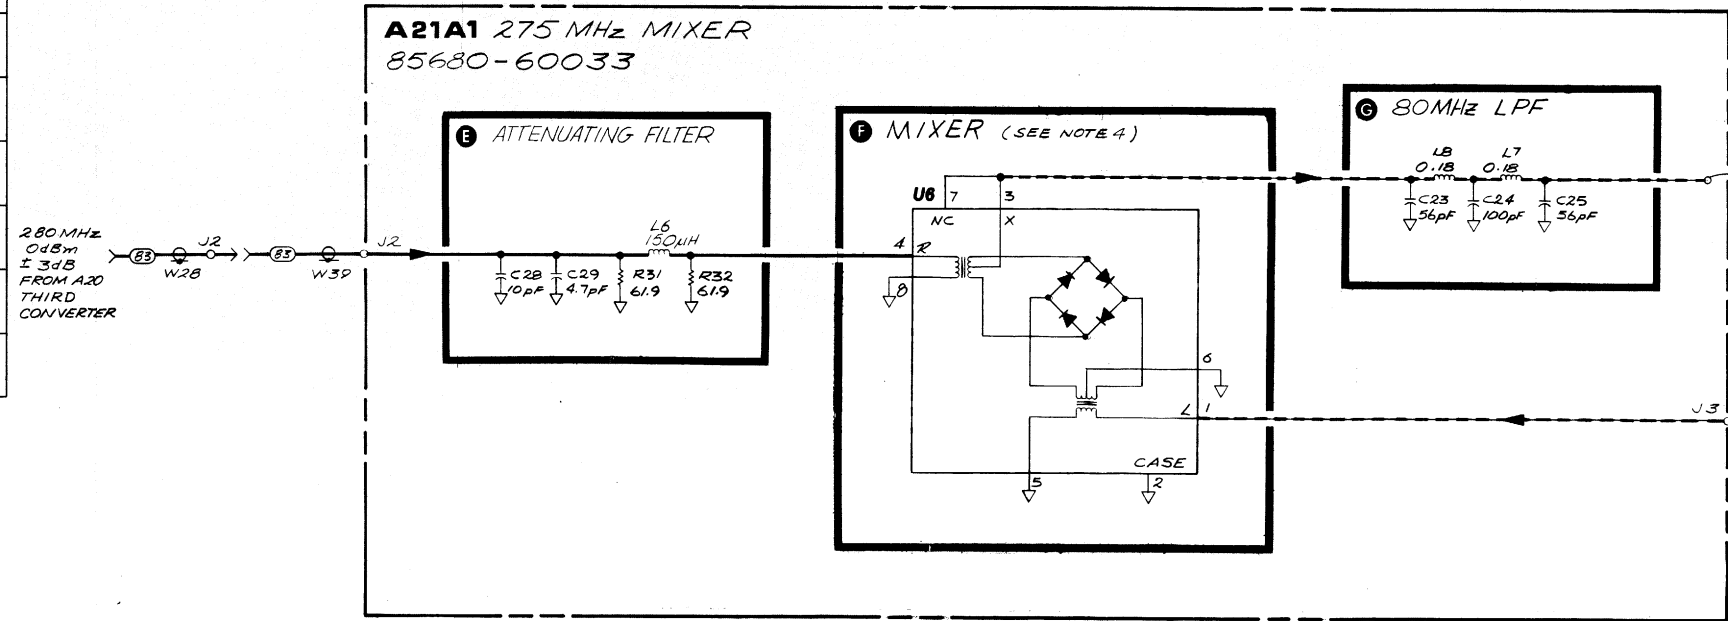 A21A1 275 MHz MIXER
85680-60033
280 MHz
0dBm
± 3dB
FROM A20
THIRD
CONVERTER
83
W28
J2
83
W39
J2
E ATTENUATING FILTER
C28
10pF
C29
4.7pF
R31
61.9
L6
150µH
R32
61.9
F MIXER (SEE NOTE 4)
U6
7
3
NC
X
4
R
8
6
L
1
CASE
5
2
G 80MHz LPF
L8
0.18
L7
0.18
C23
56pF
C24
100pF
C25
56pF
J3